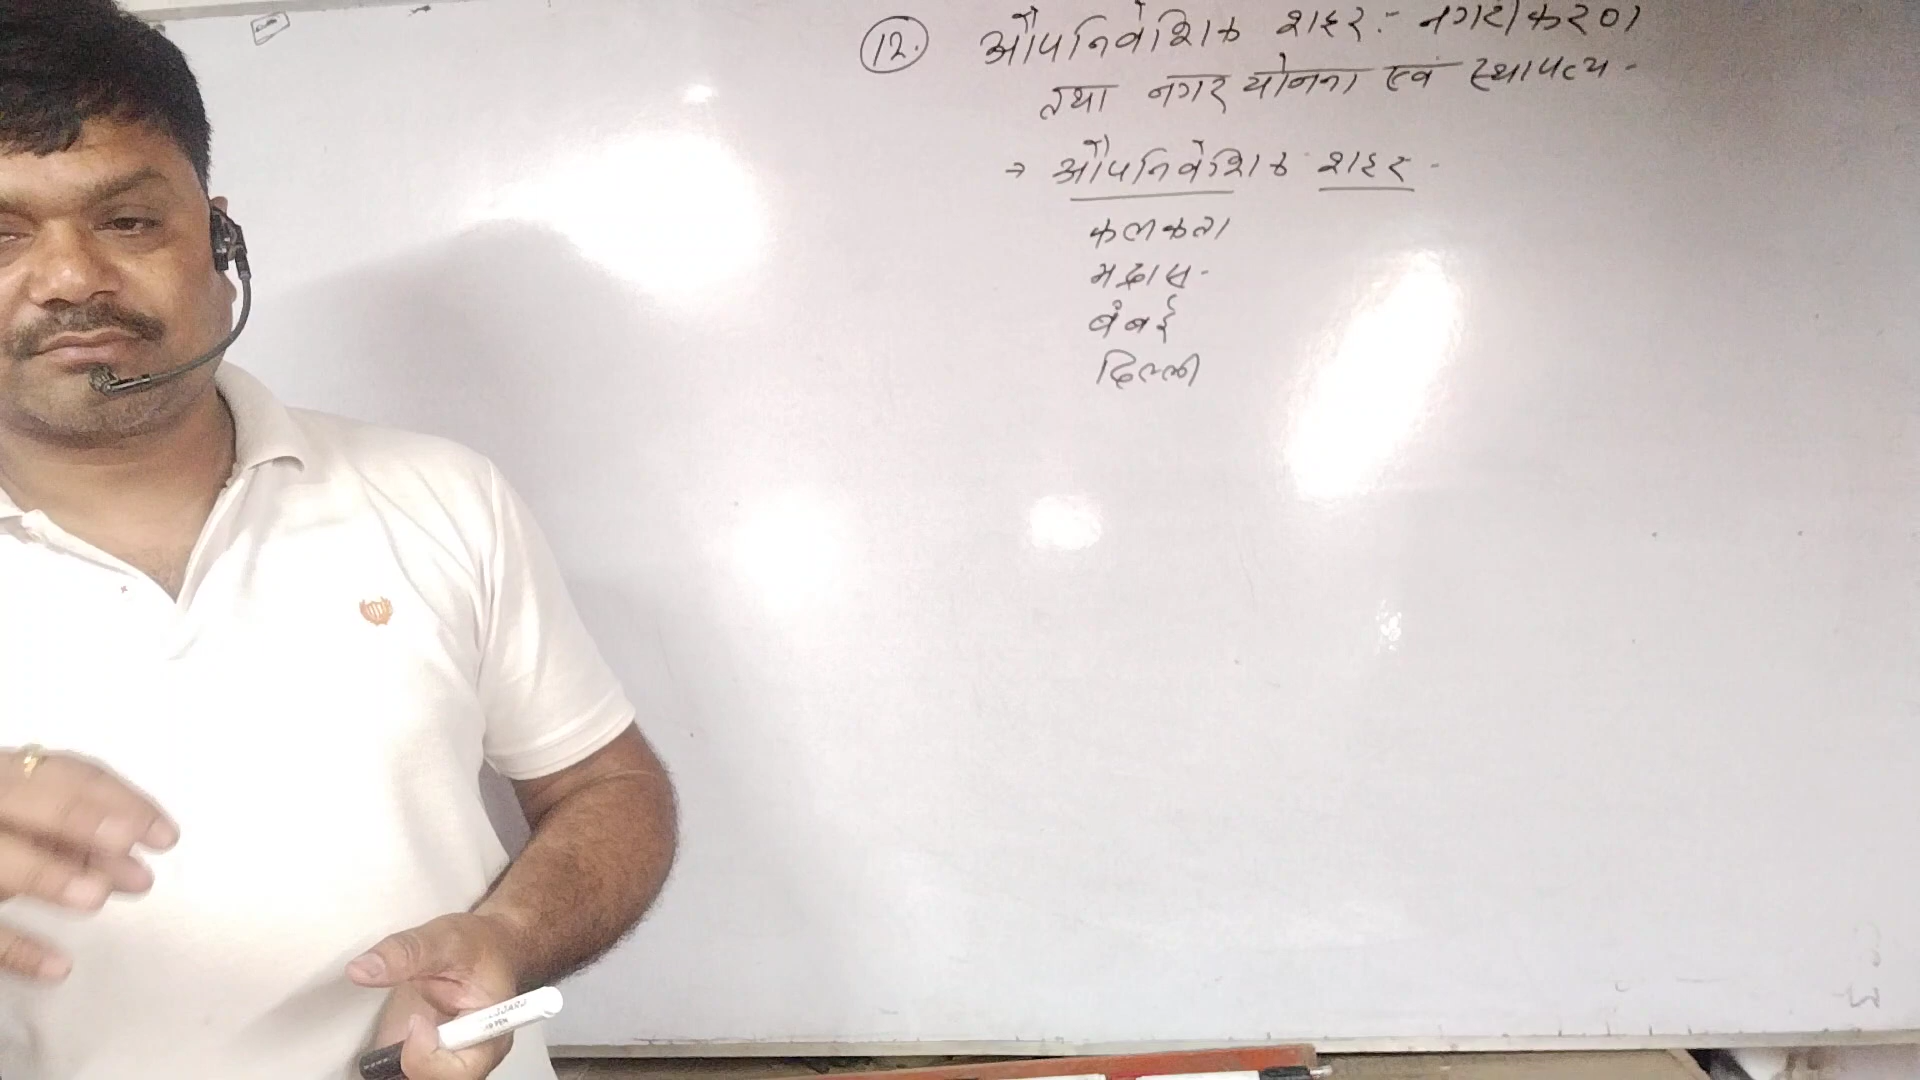 12. औपनिवेशिक शहर :- नगरीकरण
तथा नगर योजना एवं स्थापत्य -
→ औपनिवेशिक शहर -
कलकता
मद्रास -
बंबई
दिल्ली